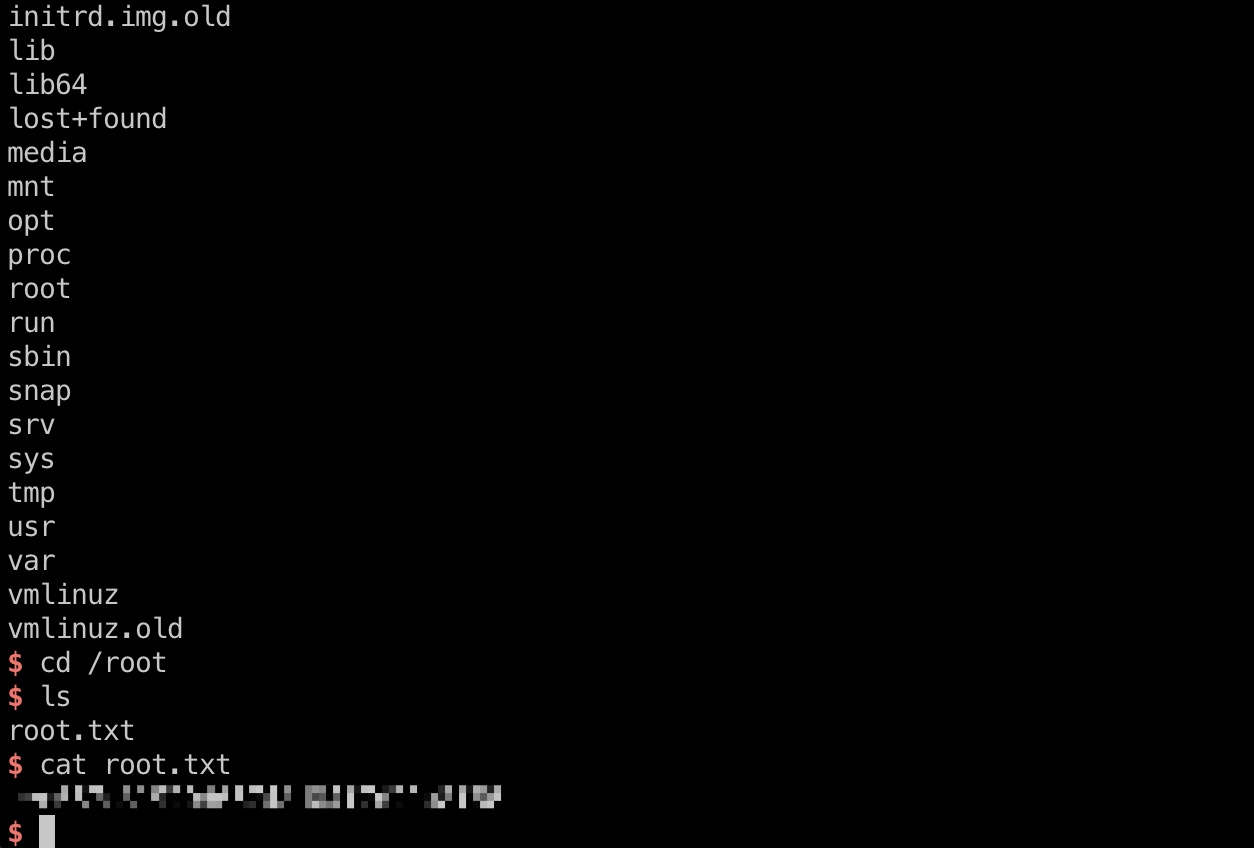 initrd.img.old
lib
lib64
lost+found
media
mnt
opt
proc
root
run
sbin
snap
srv
sys
tmp
usr
var
vmlinuz
vmlinuz.old
$ cd /root
$ ls
root.txt
$ cat root.txt
$